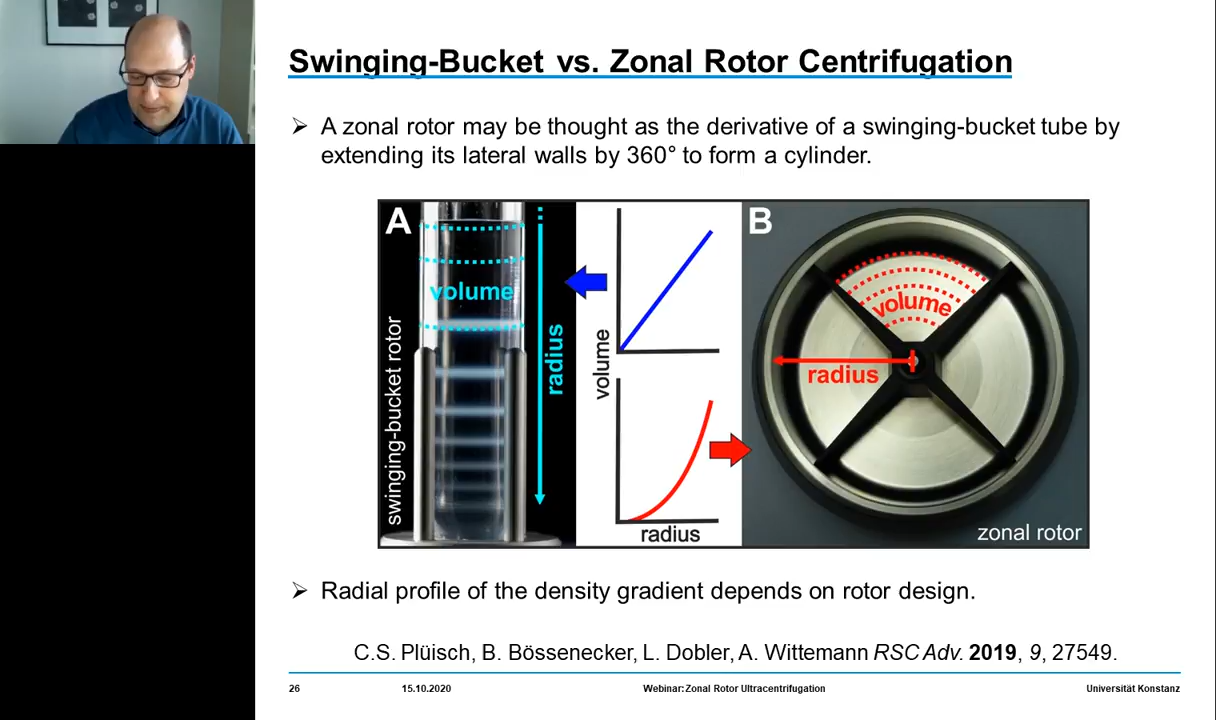 Swinging-Bucket vs. Zonal Rotor Centrifugation
A zonal rotor may be thought as the derivative of a swinging-bucket tube by
extending its lateral walls by 360° to form a cylinder.
A
volume
radius
swinging-bucket rotor
volume
radius
B
volume
radius
zonal rotor
Radial profile of the density gradient depends on rotor design.
C.S. Plüisch, B. Bössenecker, L. Dobler, A. Wittemann RSC Adv. 2019, 9, 27549.
26 15.10.2020 Webinar: Zonal Rotor Ultracentrifugation Universität Konstanz